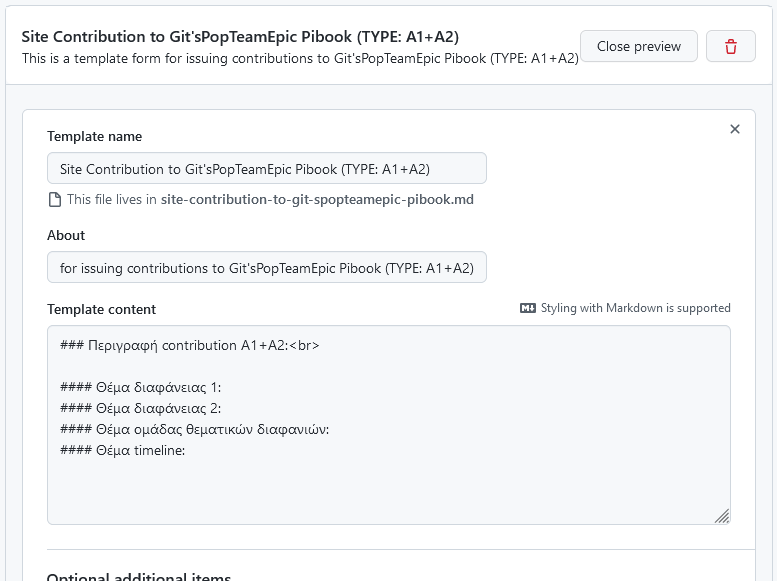 Site Contribution to Git'sPopTeamEpic Pibook (TYPE: A1+A2)
This is a template form for issuing contributions to Git'sPopTeamEpic Pibook (TYPE: A1+A2)
Close preview
Template name
Site Contribution to Git'sPopTeamEpic Pibook (TYPE: A1+A2)
This file lives in site-contribution-to-git-spopteamepic-pibook.md
About
for issuing contributions to Git'sPopTeamEpic Pibook (TYPE: A1+A2)
Template content
Styling with Markdown is supported
### Περιγραφή contribution A1+A2:<br>
#### Θέμα διαφάνειας 1:
#### Θέμα διαφάνειας 2:
#### Θέμα ομάδας θεματικών διαφανιών:
#### Θέμα timeline:
Optional additional items